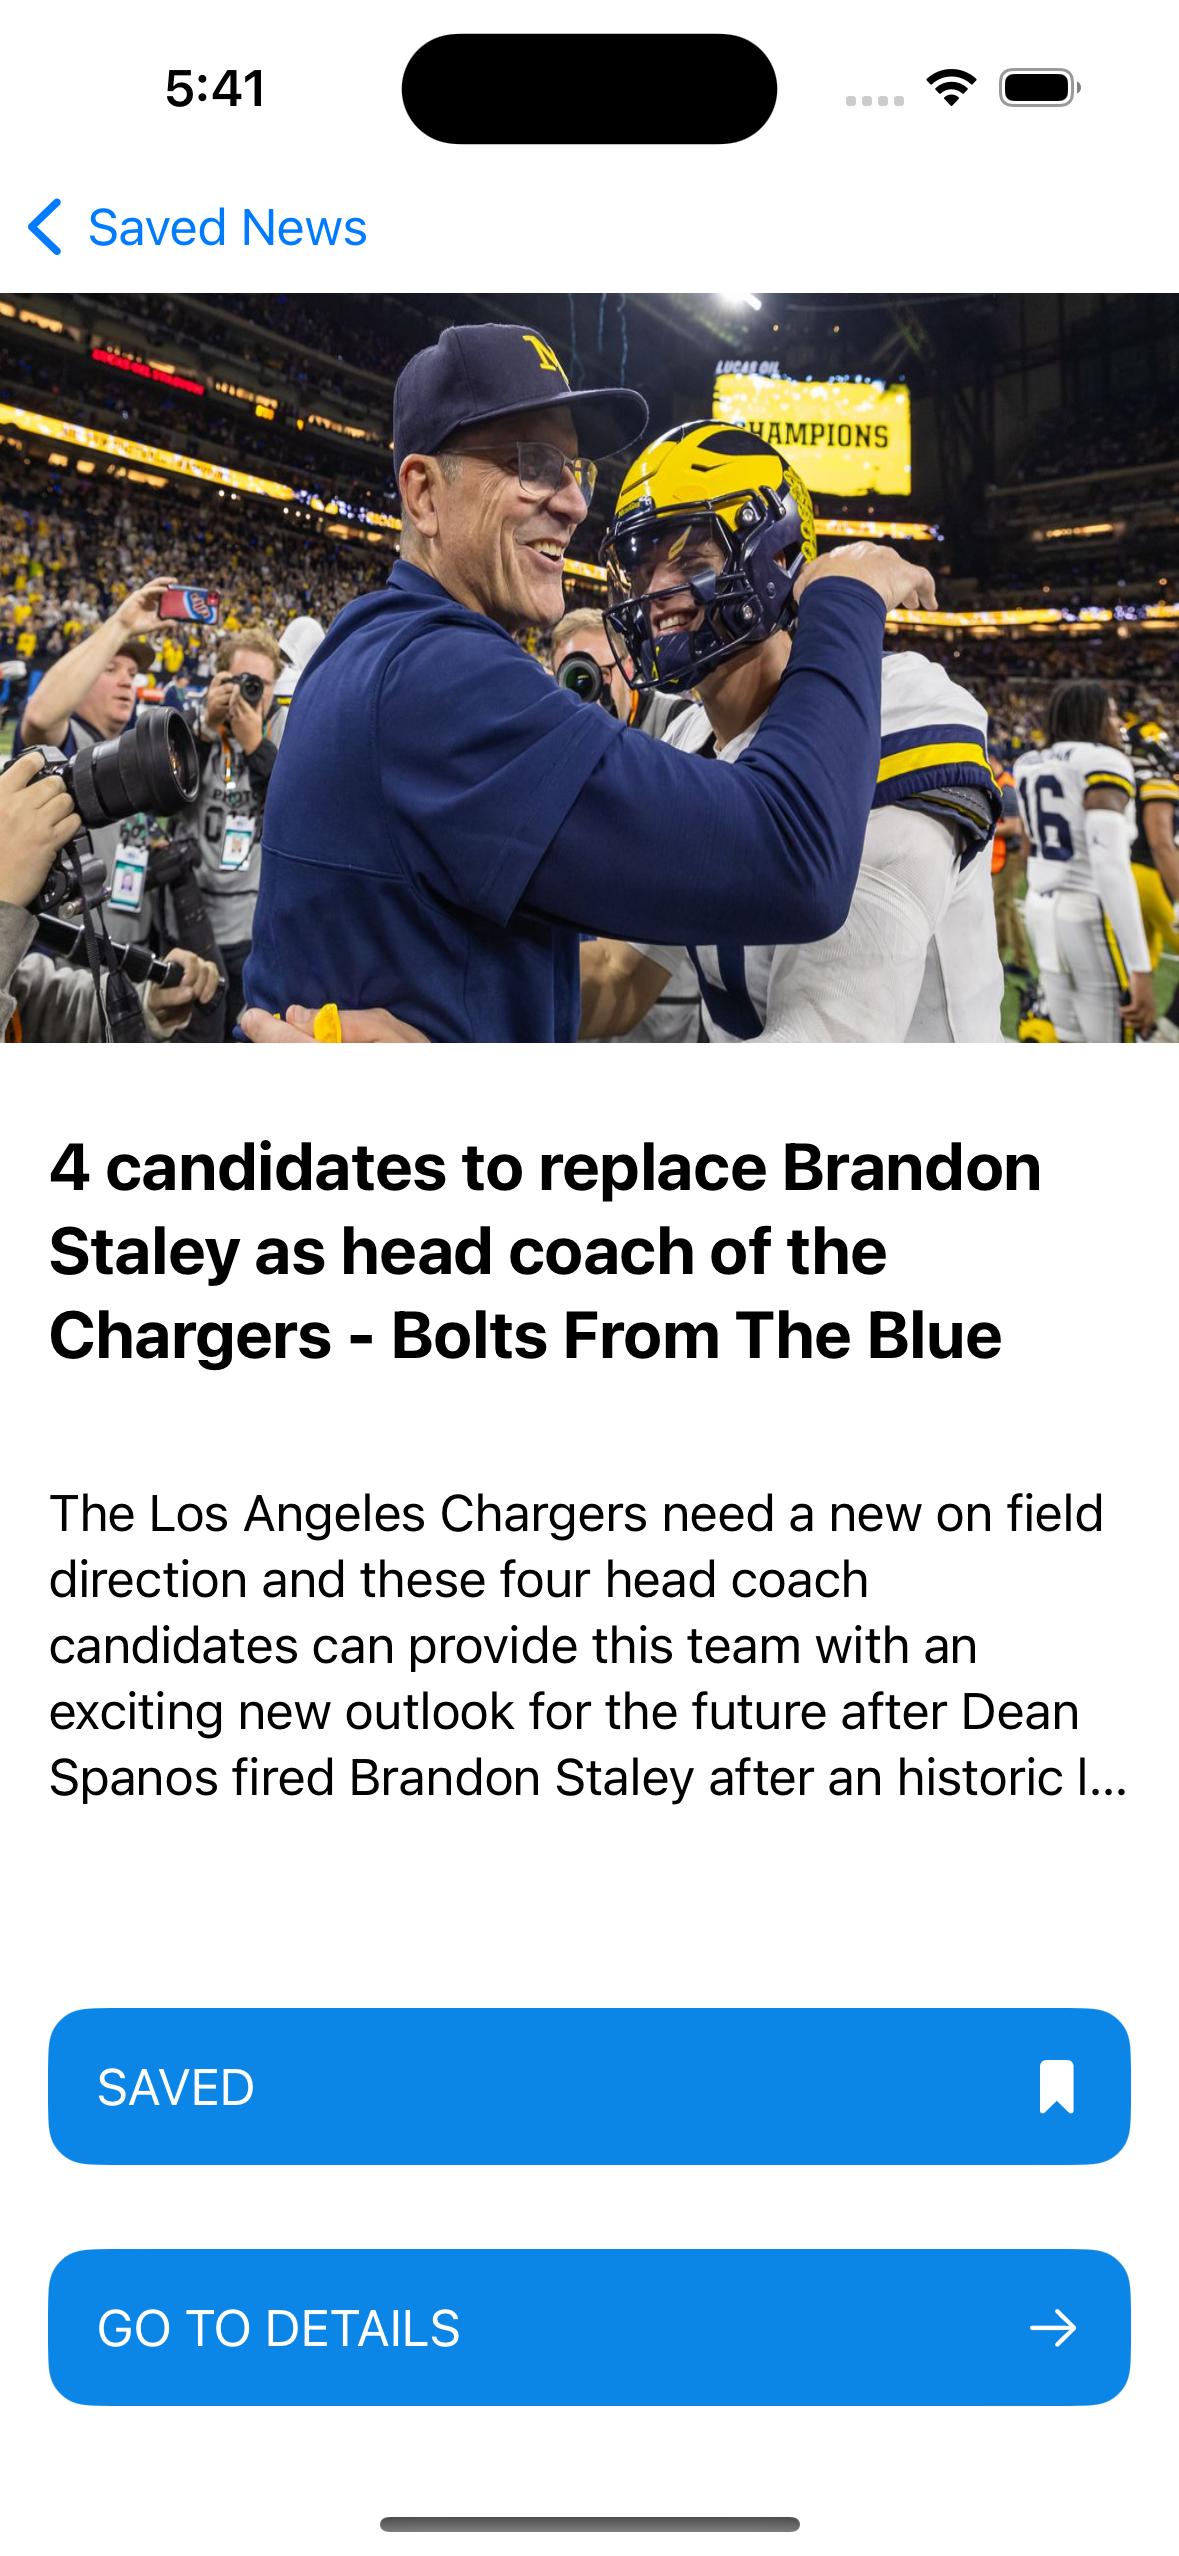 5:41
Saved News
M
LUCAS OIL
CHAMPIONS
PHOTO
16
4 candidates to replace Brandon
Staley as head coach of the
Chargers - Bolts From The Blue
The Los Angeles Chargers need a new on field
direction and these four head coach
candidates can provide this team with an
exciting new outlook for the future after Dean
Spanos fired Brandon Staley after an historic l...
SAVED
GO TO DETAILS